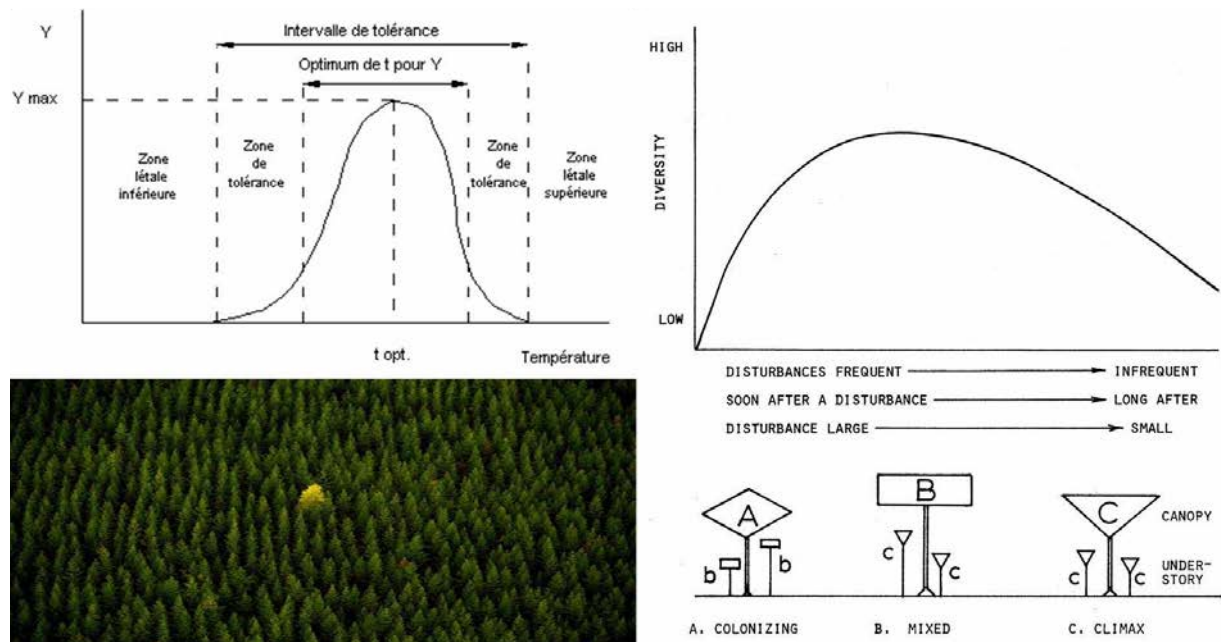 Y
Intervalle de tolérance
Optimum de t pour Y
Y max
Zone
létale
inférieure
Zone
de
tolérance
Zone
de
tolérance
Zone
létale
supérieure
t opt.
Température
HIGH
DIVERSITY
LOW
DISTURBANCES FREQUENT INFREQUENT
SOON AFTER A DISTURBANCE LONG AFTER
DISTURBANCE LARGE SMALL
A
b
b
B
c
c
C
c
c
CANOPY
UNDER-
STORY
A. COLONIZING
B. MIXED
C. CLIMAX